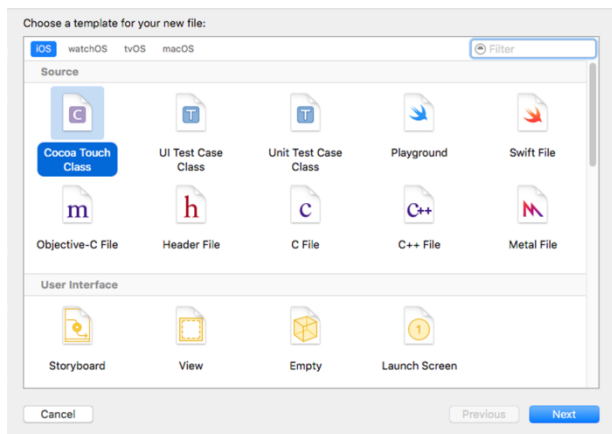 Choose a template for your new file:
iOS watchOS tvOS macOS Filter
Source
C T T
Cocoa Touch Class UI Test Case Class Unit Test Case Class Playground Swift File
m h c C++
Objective-C File Header File C File C++ File Metal File
User Interface
1
Storyboard View Empty Launch Screen
Cancel Previous Next